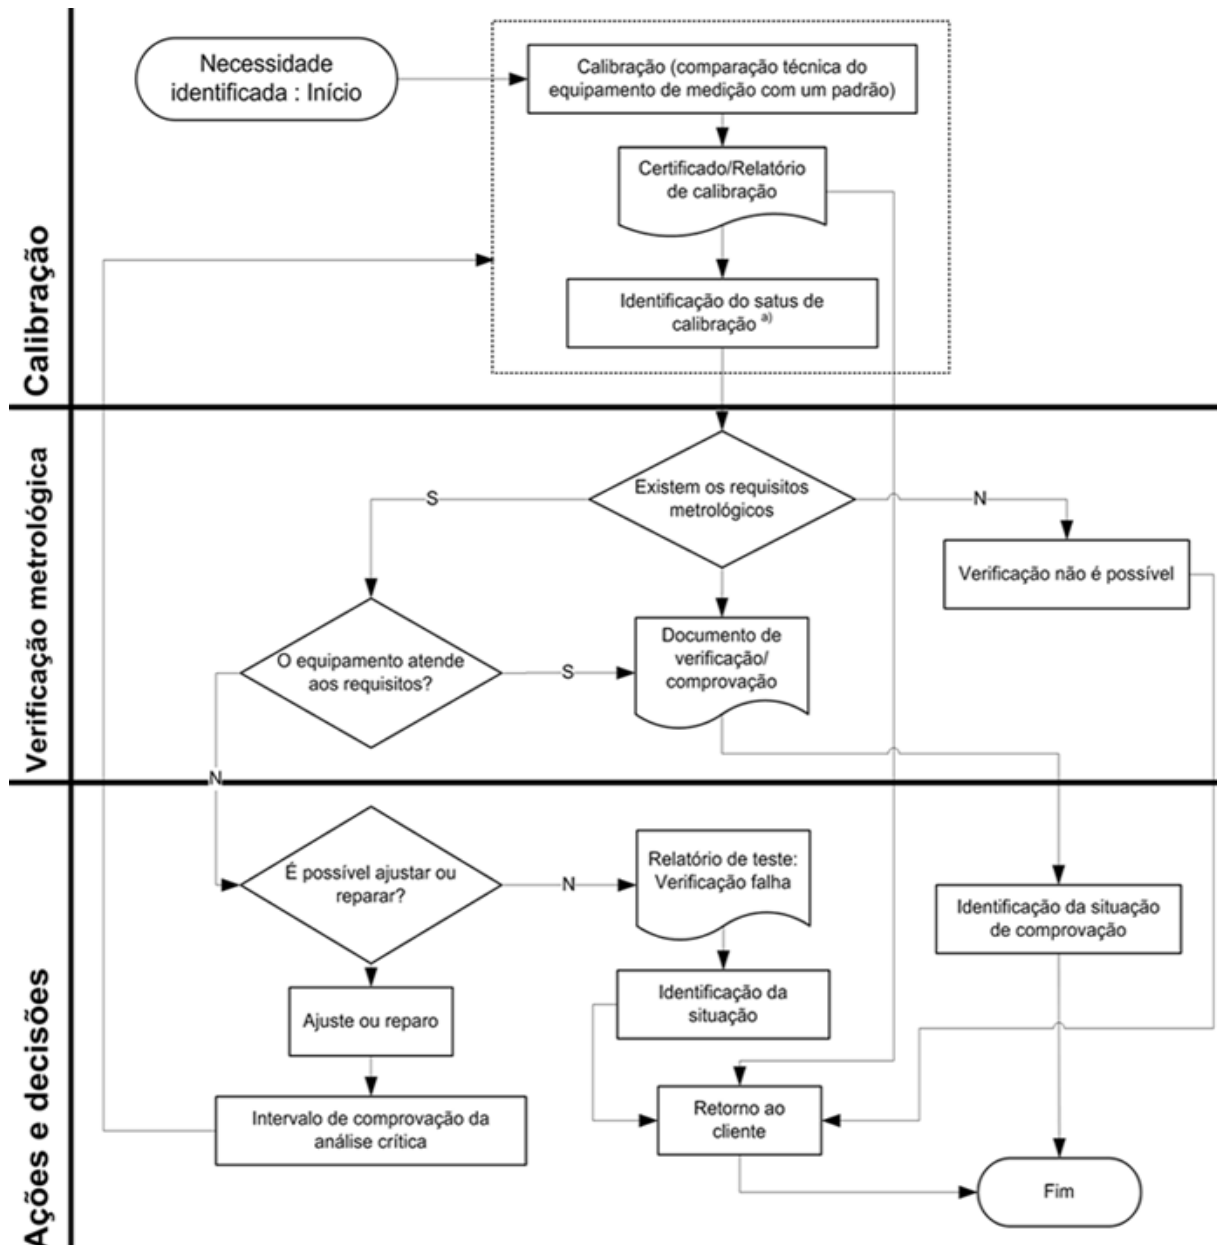 Necessidade
identificada : Início
Calibração (comparação técnica do
equipamento de medição com um padrão)
Certificado/Relatório
de calibração
Identificação do satus de
calibração a)
Calibração
Existem os requisitos
metrológicos
S
N
Verificação não é possível
O equipamento atende
aos requisitos?
S
Documento de
verificação/
comprovação
N
Verificação metrológica
É possível ajustar ou
reparar?
N
Relatório de teste:
Verificação falha
Identificação da situação
de comprovação
Ajuste ou reparo
Identificação da
situação
Intervalo de comprovação da
análise crítica
Retorno ao
cliente
Fim
Ações e decisões